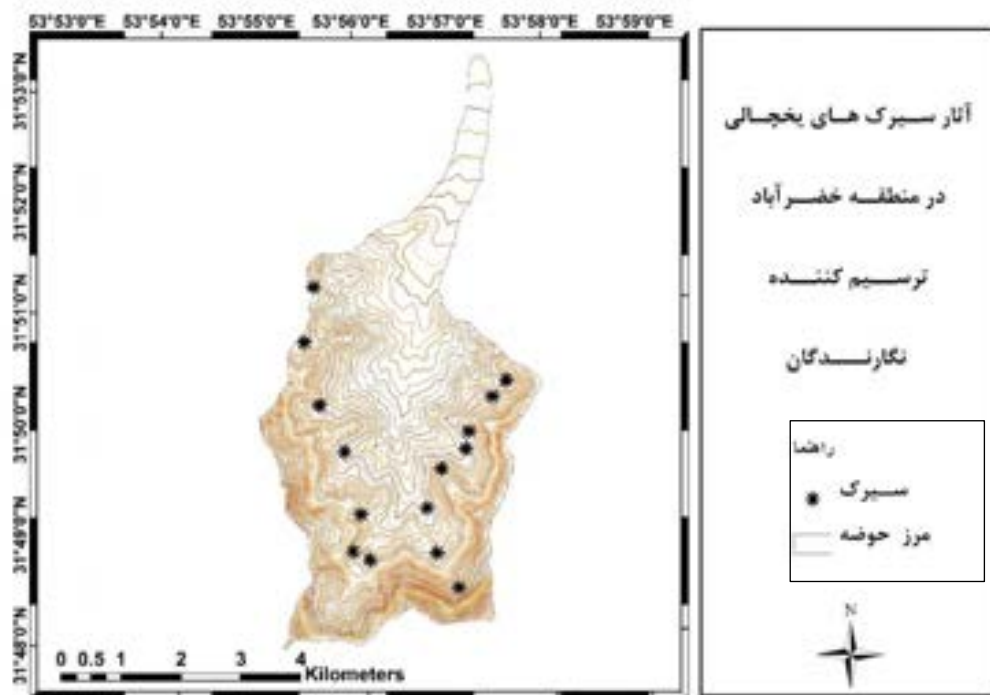 53°53'0"E 53°54'0"E 53°55'0"E 53°56'0"E 53°57'0"E 53°58'0"E 53°59'0"E
31°53'0"N
31°52'0"N
31°51'0"N
31°50'0"N
31°49'0"N
31°48'0"N
0 0.5 1 2 3 4
Kilometers
آثار سیرک های یخچالی
در منطقه خضرآباد
ترسیم کننده
نگارندگان
راهنما
سیرک
مرز حوضه
N